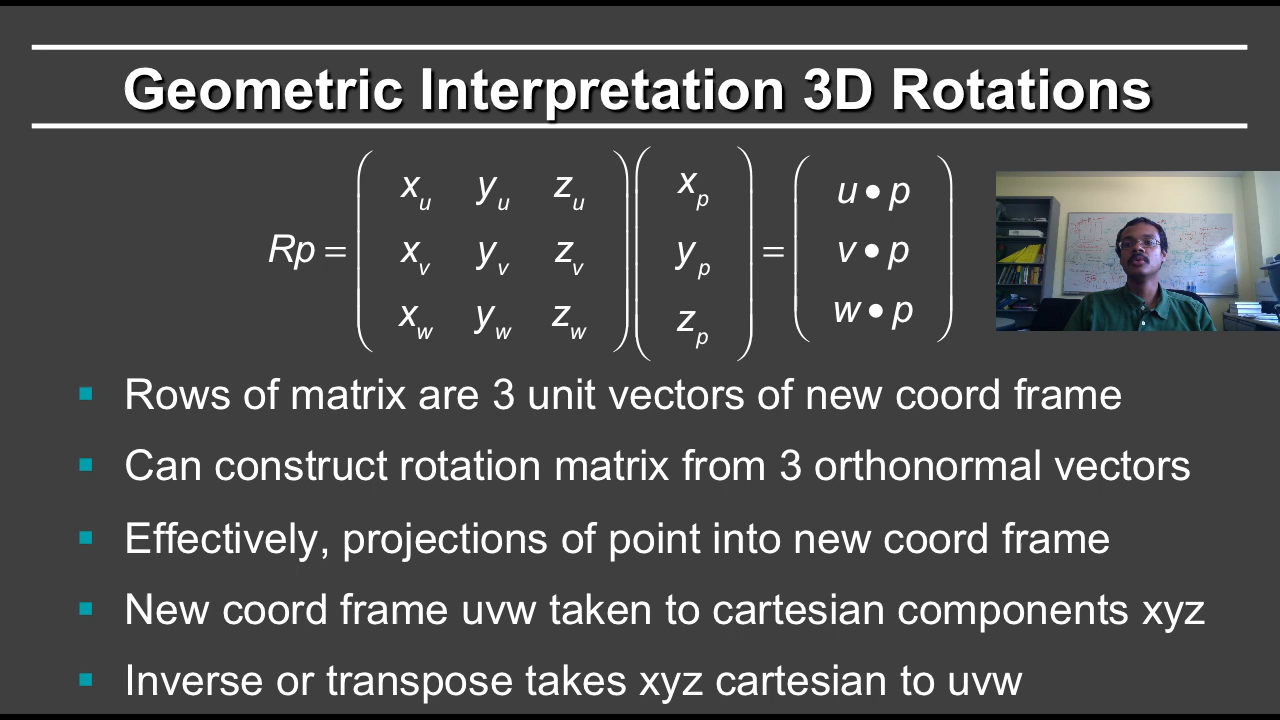 Geometric Interpretation 3D Rotations
Rp = ( x_u y_u z_u ) ( x_p ) = ( u • p )
( x_v y_v z_v ) ( y_p ) ( v • p )
( x_w y_w z_w ) ( z_p ) ( w • p )
Rows of matrix are 3 unit vectors of new coord frame
Can construct rotation matrix from 3 orthonormal vectors
Effectively, projections of point into new coord frame
New coord frame uvw taken to cartesian components xyz
Inverse or transpose takes xyz cartesian to uvw